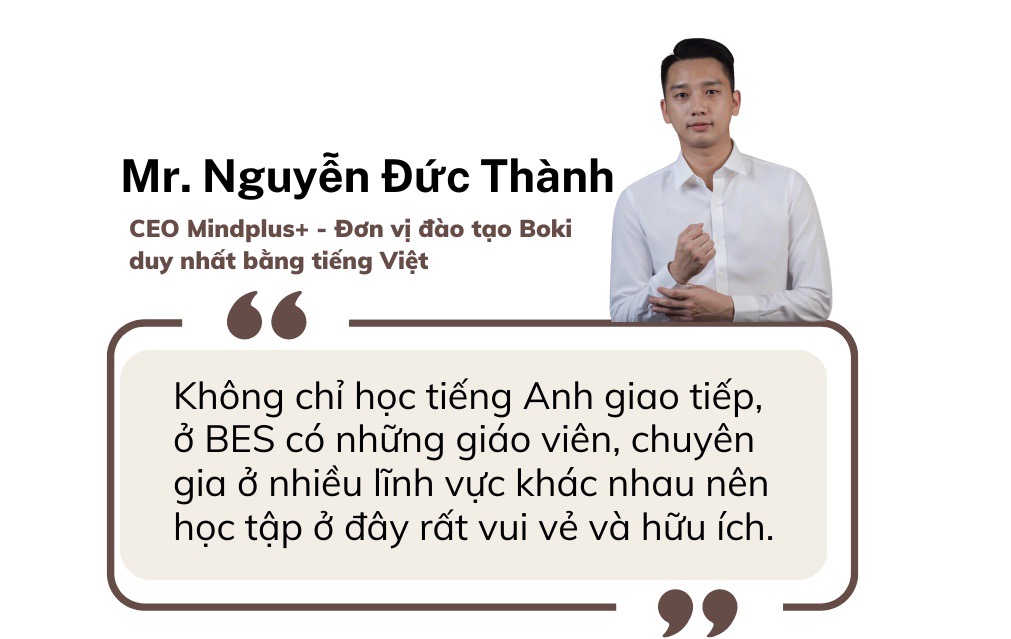 Mr. Nguyễn Đức Thành
CEO Mindplus+ - Đơn vị đào tạo Boki
duy nhất bằng tiếng Việt
Không chỉ học tiếng Anh giao tiếp,
ở BES có những giáo viên, chuyên
gia ở nhiều lĩnh vực khác nhau nên
học tập ở đây rất vui vẻ và hữu ích.